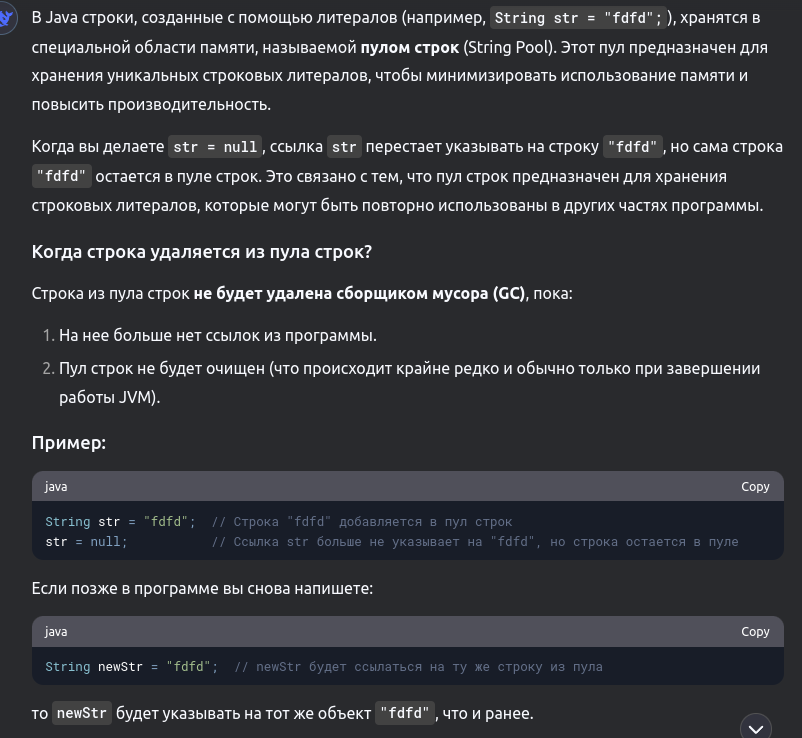 В Java строки, созданные с помощью литералов (например, String str = "fdfd";), хранятся в
специальной области памяти, называемой пулом строк (String Pool). Этот пул предназначен для
хранения уникальных строковых литералов, чтобы минимизировать использование памяти и
повысить производительность.
Когда вы делаете str = null, ссылка str перестает указывать на строку "fdfd", но сама строка
"fdfd" остается в пуле строк. Это связано с тем, что пул строк предназначен для хранения
строковых литералов, которые могут быть повторно использованы в других частях программы.
Когда строка удаляется из пула строк?
Строка из пула строк не будет удалена сборщиком мусора (GC), пока:
1. На нее больше нет ссылок из программы.
2. Пул строк не будет очищен (что происходит крайне редко и обычно только при завершении
работы JVM).
Пример:
java Copy
String str = "fdfd";  // Строка "fdfd" добавляется в пул строк
str = null;           // Ссылка str больше не указывает на "fdfd", но строка остается в пуле
Если позже в программе вы снова напишете:
java Copy
String newStr = "fdfd";  // newStr будет ссылаться на ту же строку из пула
то newStr будет указывать на тот же объект "fdfd", что и ранее.